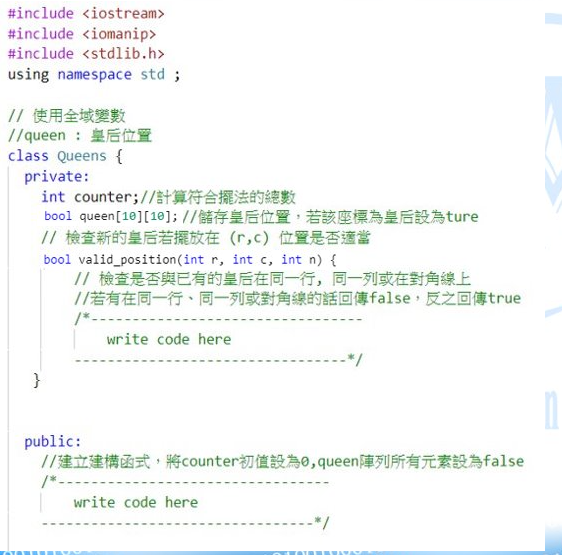 #include <iostream>
#include <iomanip>
#include <stdlib.h>
using namespace std ;
// 使用全域變數
//queen : 皇后位置
class Queens {
private:
int counter;//計算符合擺法的總數
bool queen[10][10]; //儲存皇后位置，若該座標為皇后設為ture
// 檢查新的皇后若擺放在 (r,c) 位置是否適當
bool valid_position(int r, int c, int n) {
// 檢查是否與已有的皇后在同一行, 同一列或在對角線上
//若有在同一行、同一列或對角線的話回傳false，反之回傳true
/*---------------------------------
write code here
---------------------------------*/
}
public:
//建立建構函式，將counter初值設為0,queen陣列所有元素設為false
/*---------------------------------
write code here
---------------------------------*/